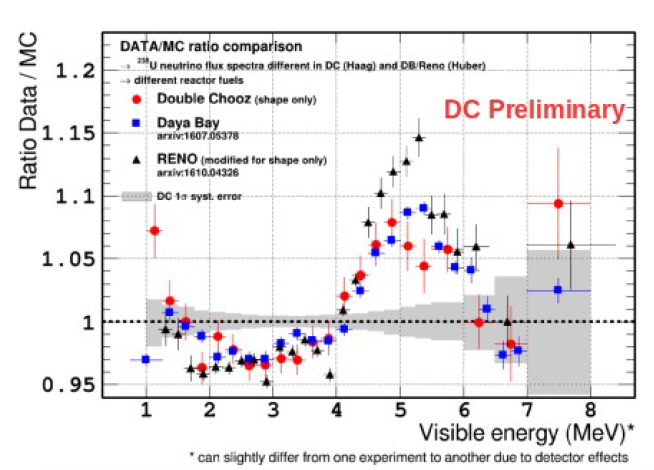 DATA/MC ratio comparison
→ 238U neutrino flux spectra different in DC (Haag) and DB/Reno (Huber)
→ different reactor fuels
Double Chooz (shape only)
DC Preliminary
Daya Bay
arxiv:1607.05378
RENO (modified for shape only)
arxiv:1610.04326
DC 1σ syst. error
Ratio Data / MC
1.2
1.15
1.1
1.05
1
0.95
1 2 3 4 5 6 7 8
Visible energy (MeV)*
* can slightly differ from one experiment to another due to detector effects